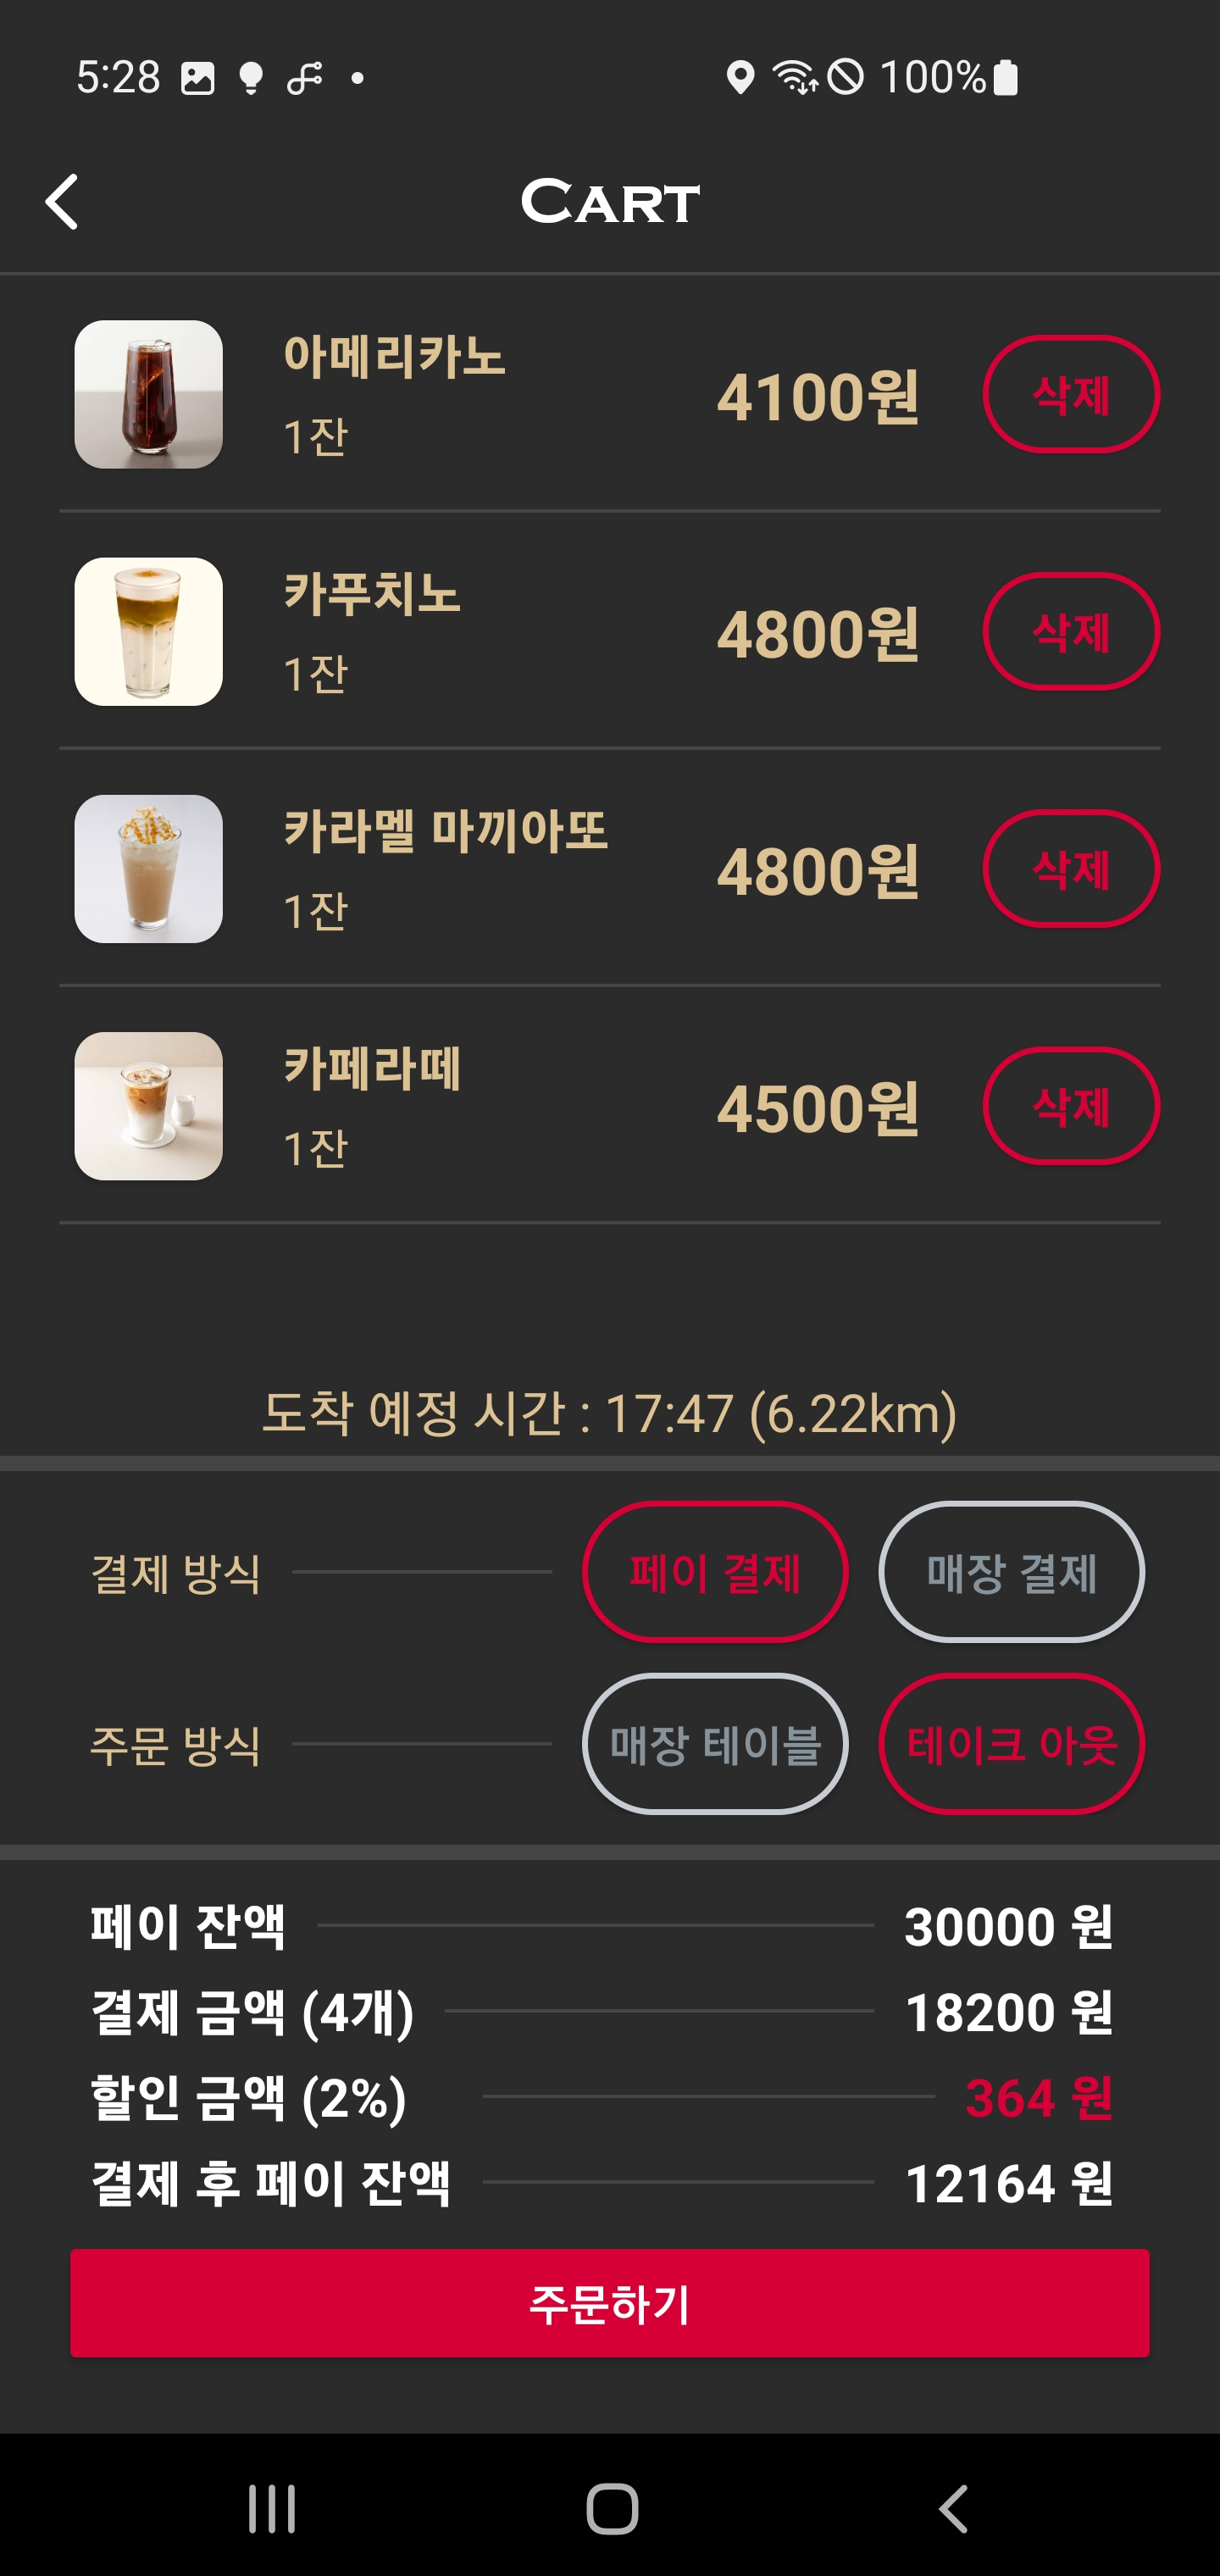 5:28 100%
CART
아메리카노
1잔
4100원
삭제
카푸치노
1잔
4800원
삭제
카라멜 마끼아또
1잔
4800원
삭제
카페라떼
1잔
4500원
삭제
도착 예정 시간 : 17:47 (6.22km)
결제 방식 페이 결제 매장 결제
주문 방식 매장 테이블 테이크 아웃
페이 잔액 30000 원
결제 금액 (4개) 18200 원
할인 금액 (2%) 364 원
결제 후 페이 잔액 12164 원
주문하기